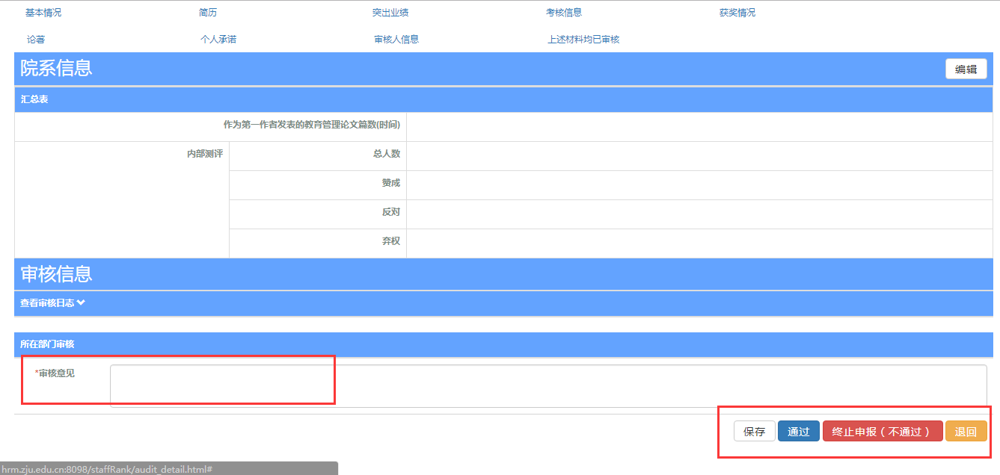 基本情况 简历 突出业绩 考核信息 获奖情况
论著 个人承诺 审核人信息 上述材料均已审核
院系信息 编辑
汇总表
作为第一作者发表的教育管理论文篇数(时间)
内部测评 总人数
赞成
反对
弃权
审核信息
查看审核日志
所在部门审核
*审核意见
保存 通过 终止申报（不通过） 退回
hrm.zju.edu.cn:8098/staffRank/audit_detail.html#